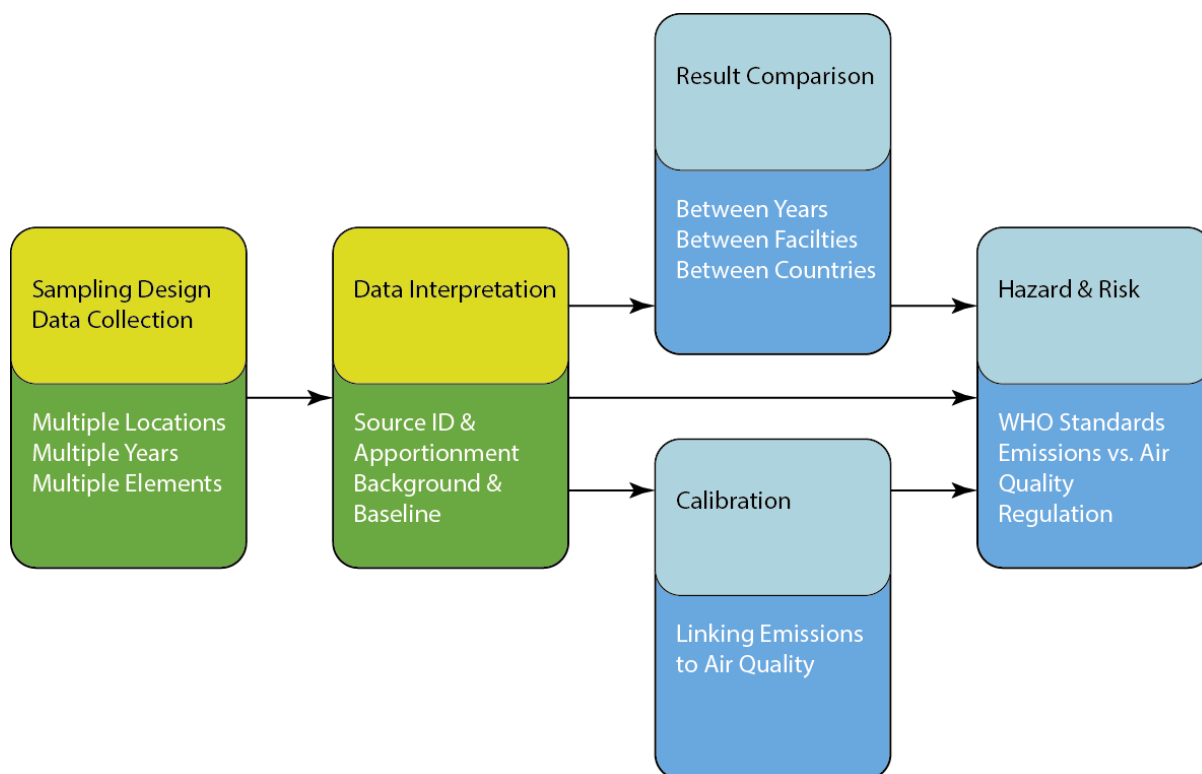 Sampling Design
Data Collection
Multiple Locations
Multiple Years
Multiple Elements
Data Interpretation
Source ID &
Apportionment
Background &
Baseline
Result Comparison
Between Years
Between Facilties
Between Countries
Calibration
Linking Emissions
to Air Quality
Hazard & Risk
WHO Standards
Emissions vs. Air
Quality
Regulation